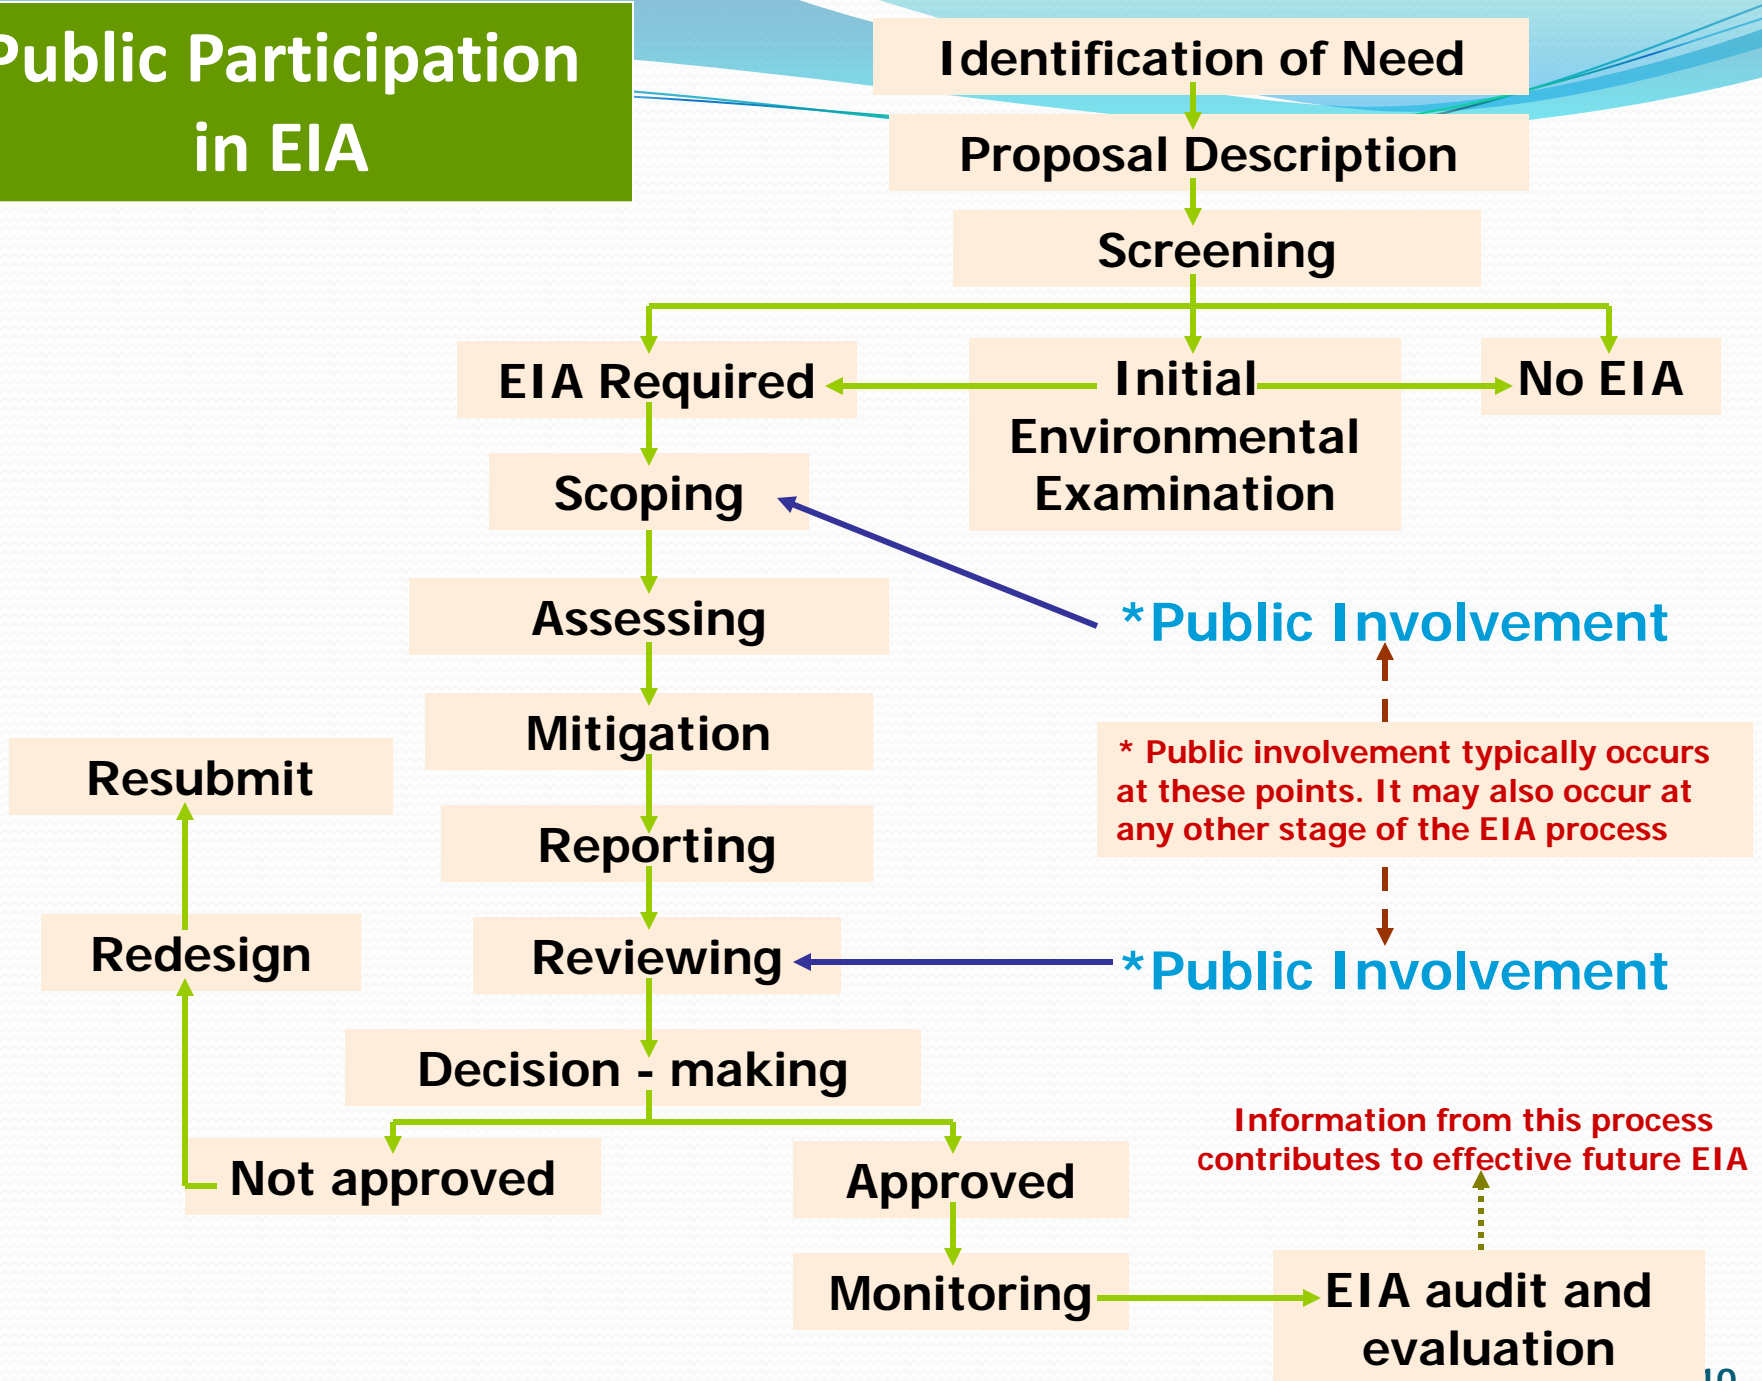 Public Participation
in EIA
Identification of Need
Proposal Description
Screening
EIA Required
Initial
Environmental
Examination
No EIA
Scoping
Assessing
*Public Involvement
Mitigation
* Public involvement typically occurs
at these points. It may also occur at
any other stage of the EIA process
Resubmit
Reporting
Redesign
Reviewing
*Public Involvement
Decision - making
Not approved
Approved
Information from this process
contributes to effective future EIA
Monitoring
EIA audit and
evaluation